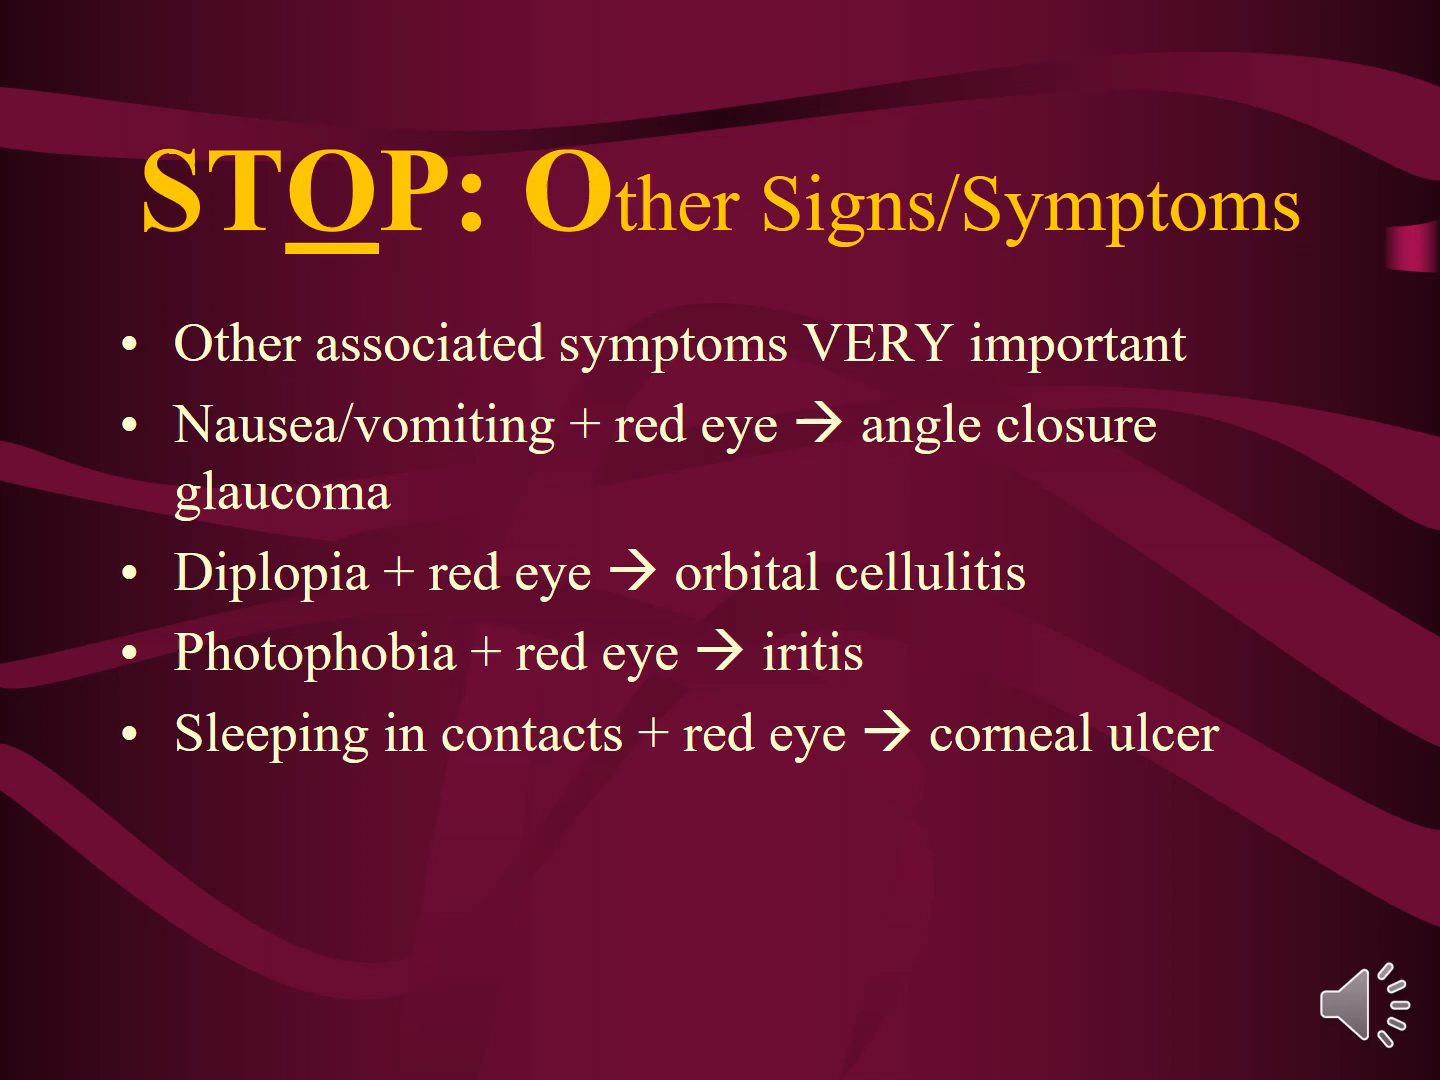 STOP: Other Signs/Symptoms
• Other associated symptoms VERY important
• Nausea/vomiting + red eye → angle closure
glaucoma
• Diplopia + red eye → orbital cellulitis
• Photophobia + red eye → iritis
• Sleeping in contacts + red eye → corneal ulcer